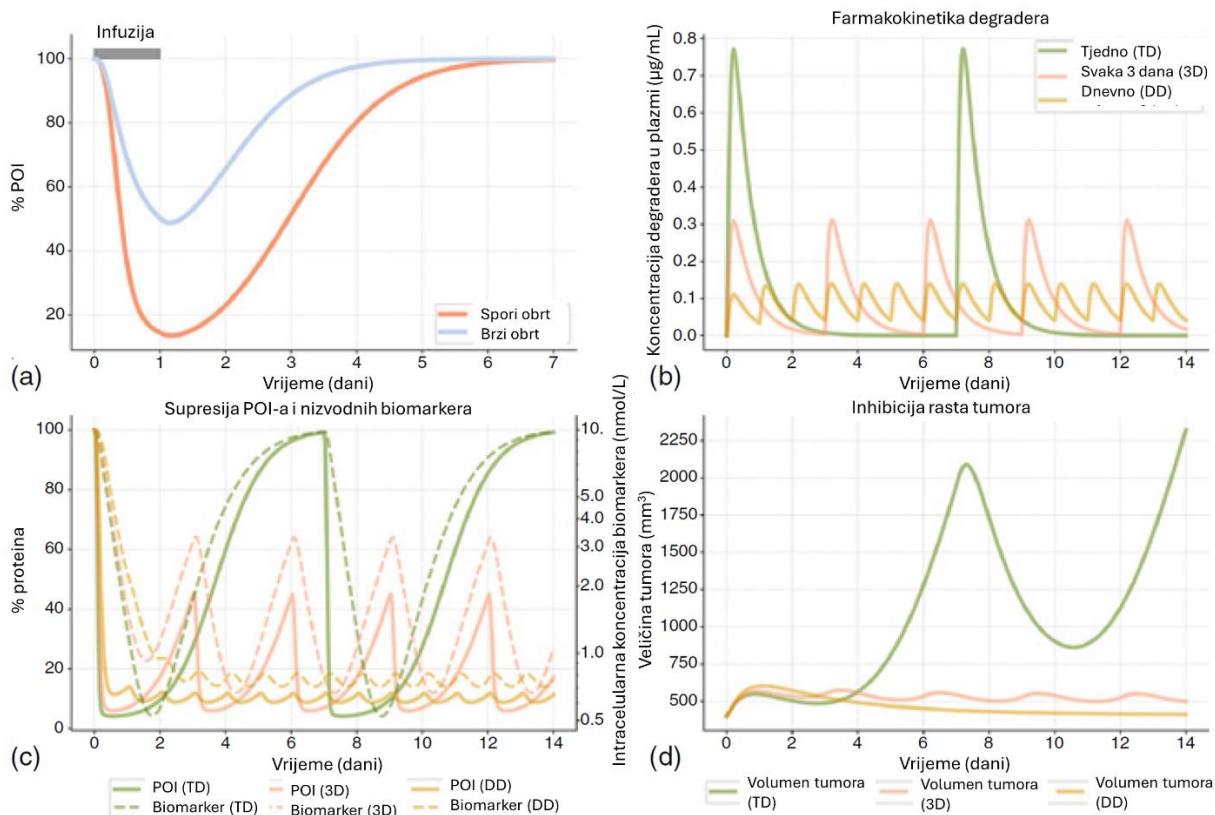 Infuzija
% POI
100
80
60
40
20
0
1
2
3
4
5
6
7
Spori obrt
Brzi obrt
(a)
Vrijeme (dani)
Farmakokinetika degradera
Koncentracija degradera u plazmi (µg/mL)
0.8
0.7
0.6
0.5
0.4
0.3
0.2
0.1
0.0
0
2
4
6
8
10
12
14
Tjedno (TD)
Svaka 3 dana (3D)
Dnevno (DD)
(b)
Vrijeme (dani)
Supresija POI-a i nizvodnih biomarkera
% proteina
100
80
60
40
20
0
0
2
4
6
8
10
12
14
10.
5.0
4.0
3.0
2.0
1.0
0.5
Intracelularna koncentracija biomarkera (nmol/L)
(c)
Vrijeme (dani)
POI (TD)
Biomarker (TD)
POI (3D)
Biomarker (3D)
POI (DD)
Biomarker (DD)
Inhibicija rasta tumora
Veličina tumora (mm³)
2250
2000
1750
1500
1250
1000
750
500
0
2
4
6
8
10
12
14
(d)
Vrijeme (dani)
Volumen tumora
(TD)
Volumen tumora
(3D)
Volumen tumora
(DD)